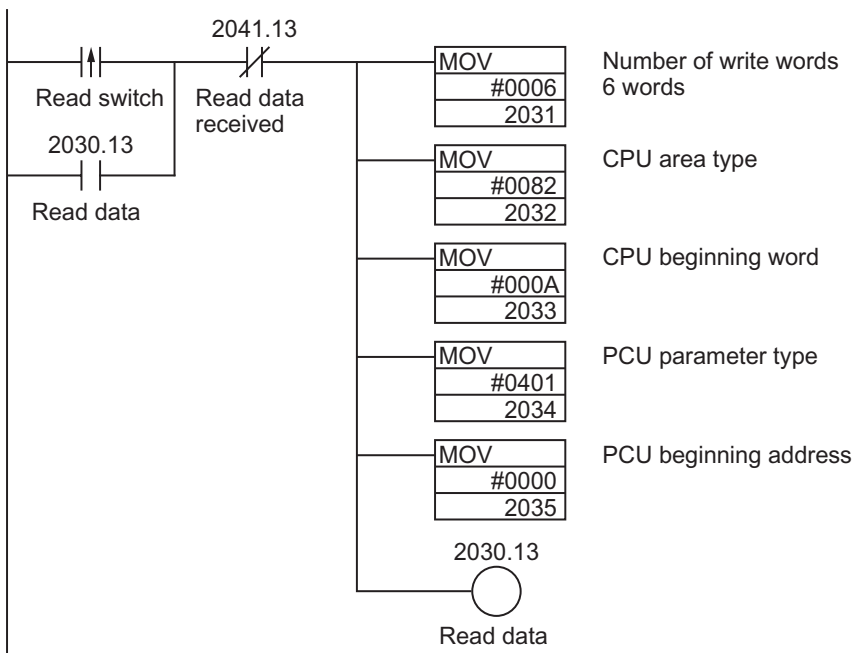 2041.13
Read switch
Read data
received
2030.13
Read data
MOV
#0006
2031
Number of write words
6 words
MOV
#0082
2032
CPU area type
MOV
#000A
2033
CPU beginning word
MOV
#0401
2034
PCU parameter type
MOV
#0000
2035
PCU beginning address
2030.13
Read data